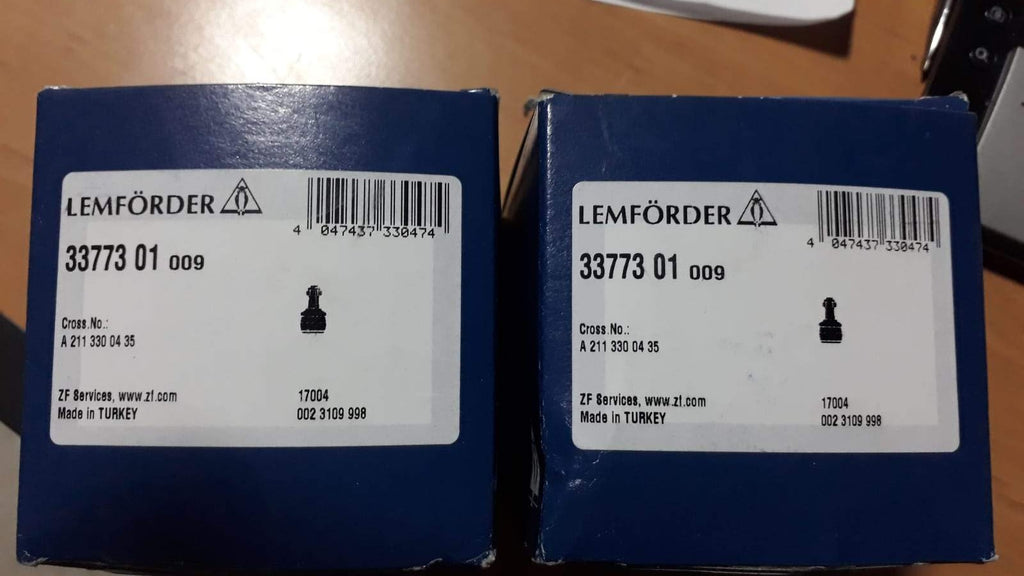 LEMFÖRDER
4 047437 330474
33773 01 009
Cross.No.:
A 211 330 04 35
ZF Services, www.zf.com
17004
Made in TURKEY
002 3109 998
LEMFÖRDER
4 047437 330474
33773 01 009
Cross.No.:
A 211 330 04 35
ZF Services, www.zf.com
17004
Made in TURKEY
002 3109 998